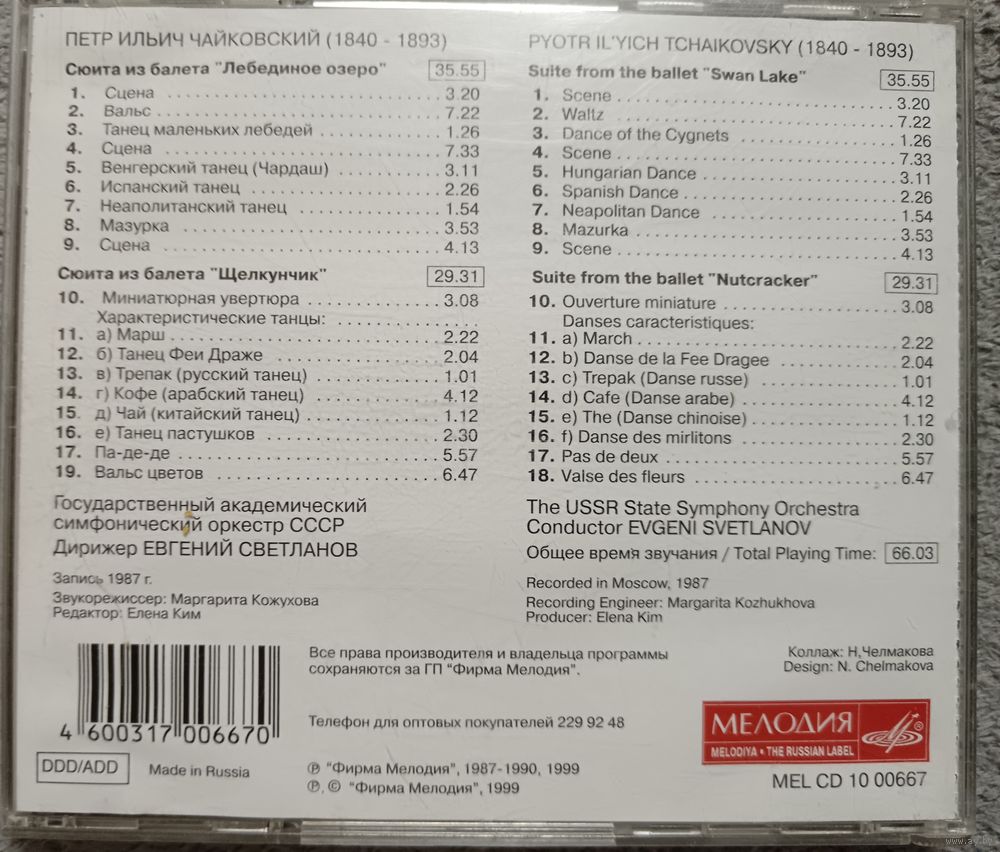 ПЕТР ИЛЬИЧ ЧАЙКОВСКИЙ (1840 - 1893)
Сюита из балета "Лебединое озеро" 35.55
1. Сцена 3.20
2. Вальс 7.22
3. Танец маленьких лебедей 1.26
4. Сцена 7.33
5. Венгерский танец (Чардаш) 3.11
6. Испанский танец 2.26
7. Неаполитанский танец 1.54
8. Мазурка 3.53
9. Сцена 4.13
Сюита из балета "Щелкунчик" 29.31
10. Миниатюрная увертюра 3.08
Характеристические танцы:
11. а) Марш 2.22
12. б) Танец Феи Драже 2.04
13. в) Трепак (русский танец) 1.01
14. г) Кофе (арабский танец) 4.12
15. д) Чай (китайский танец) 1.12
16. е) Танец пастушков 2.30
17. Па-де-де 5.57
19. Вальс цветов 6.47
Государственный академический
симфонический оркестр СССР
Дирижер ЕВГЕНИЙ СВЕТЛАНОВ
Запись 1987 г.
Звукорежиссер: Маргарита Кожухова
Редактор: Елена Ким
PYOTR IL'YICH TCHAIKOVSKY (1840 - 1893)
Suite from the ballet "Swan Lake" 35.55
1. Scene 3.20
2. Waltz 7.22
3. Dance of the Cygnets 1.26
4. Scene 7.33
5. Hungarian Dance 3.11
6. Spanish Dance 2.26
7. Neapolitan Dance 1.54
8. Mazurka 3.53
9. Scene 4.13
Suite from the ballet "Nutcracker" 29.31
10. Ouverture miniature 3.08
Danses caracteristiques:
11. a) March 2.22
12. b) Danse de la Fee Dragee 2.04
13. c) Trepak (Danse russe) 1.01
14. d) Cafe (Danse arabe) 4.12
15. e) The (Danse chinoise) 1.12
16. f) Danse des mirlitons 2.30
17. Pas de deux 5.57
18. Valse des fleurs 6.47
The USSR State Symphony Orchestra
Conductor EVGENI SVETLANOV
Общее время звучания / Total Playing Time: 66.03
Recorded in Moscow, 1987
Recording Engineer: Margarita Kozhukhova
Producer: Elena Kim
4 600317 006670
DDD/ADD
Made in Russia
Все права производителя и владельца программы
сохраняются за ГП "Фирма Мелодия".
Телефон для оптовых покупателей 229 92 48
℗ "Фирма Мелодия", 1987-1990, 1999
℗, © "Фирма Мелодия", 1999
Коллаж: Н.Челмакова
Design: N. Chelmakova
МЕЛОДИЯ ®
MELODIYA • THE RUSSIAN LABEL
MEL CD 10 00667
www.ay.by